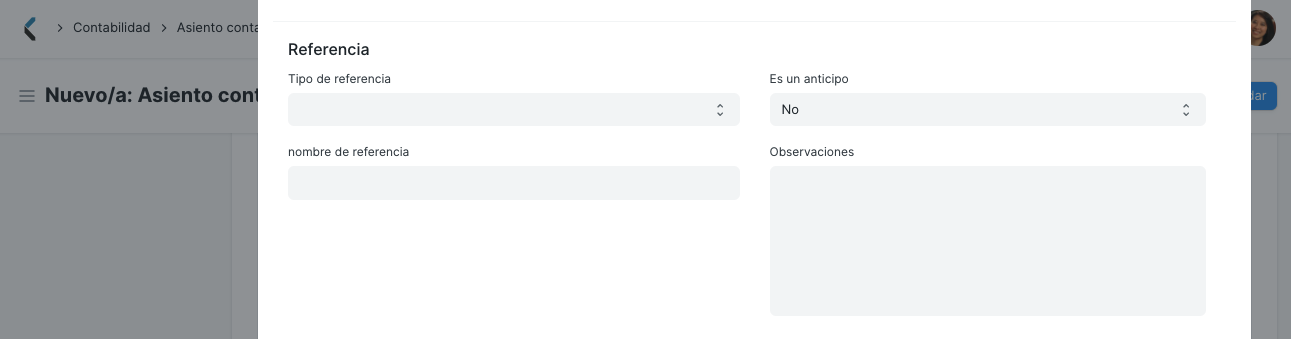 Contabilidad
Asiento conta
Nuevo/a: Asiento cont
dar
Referencia
Tipo de referencia
Es un anticipo
No
nombre de referencia
Observaciones